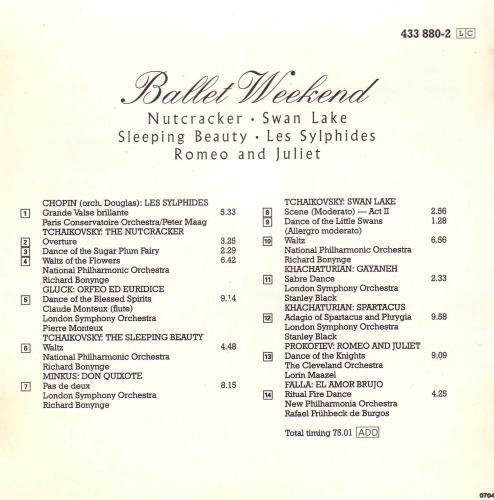 433 880-2 LC
Ballet Weekend
Nutcracker · Swan Lake
Sleeping Beauty · Les Sylphides
Romeo and Juliet
CHOPIN (orch. Douglas): LES SYLPHIDES
1 Grande Valse brillante 5.33
Paris Conservatoire Orchestra/Peter Maag
TCHAIKOVSKY: THE NUTCRACKER
2 Overture 3.25
3 Dance of the Sugar Plum Fairy 2.29
4 Waltz of the Flowers 6.42
National Philharmonic Orchestra
Richard Bonynge
GLUCK: ORFEO ED EURIDICE
5 Dance of the Blessed Spirits 9.14
Claude Monteux (flute)
London Symphony Orchestra
Pierre Monteux
TCHAIKOVSKY: THE SLEEPING BEAUTY
6 Waltz 4.48
National Philharmonic Orchestra
Richard Bonynge
MINKUS: DON QUIXOTE
7 Pas de deux 8.15
London Symphony Orchestra
Richard Bonynge
TCHAIKOVSKY: SWAN LAKE
8 Scene (Moderato) — Act II 2.56
9 Dance of the Little Swans 1.28
(Allergro moderato)
10 Waltz 6.56
National Philharmonic Orchestra
Richard Bonynge
KHACHATURIAN: GAYANEH
11 Sabre Dance 2.33
London Symphony Orchestra
Stanley Black
KHACHATURIAN: SPARTACUS
12 Adagio of Spartacus and Phrygia 9.58
London Symphony Orchestra
Stanley Black
PROKOFIEV: ROMEO AND JULIET
13 Dance of the Knights 9.09
The Cleveland Orchestra
Lorin Maazel
FALLA: EL AMOR BRUJO
14 Ritual Fire Dance 4.25
New Philharmonia Orchestra
Rafael Frühbeck de Burgos
Total timing 75.01 ADD
0704